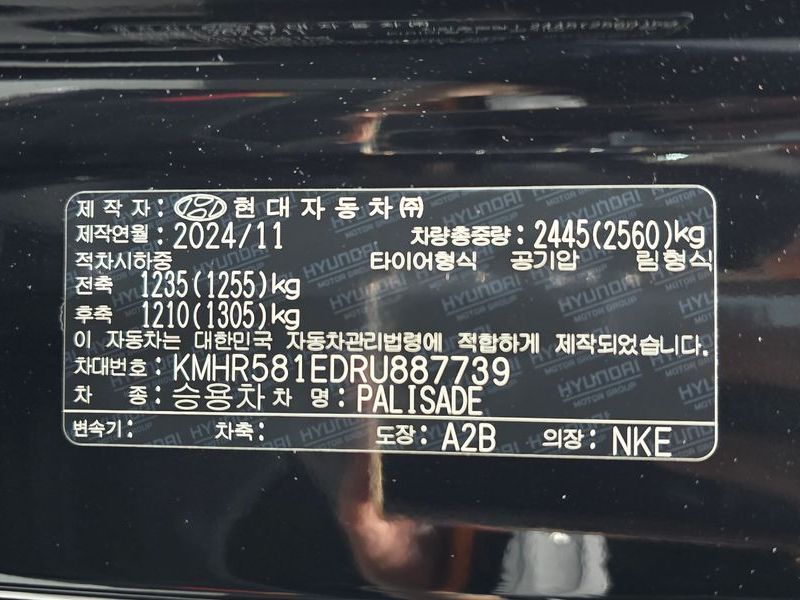 제작자: 현대자동차㈜
제작연월: 2024/11 차량총중량: 2445(2560)kg
적차시하중 타이어형식 공기압 림형식
전축 1235(1255)kg
후축 1210(1305)kg
이 자동차는 대한민국 자동차관리법령에 적합하게 제작되었습니다.
차대번호: KMHR581EDRU887739
차 종: 승용차 차 명: PALISADE
변속기: 차축: 도장: A2B 의장: NKE
HYUNDAI MOTOR GROUP